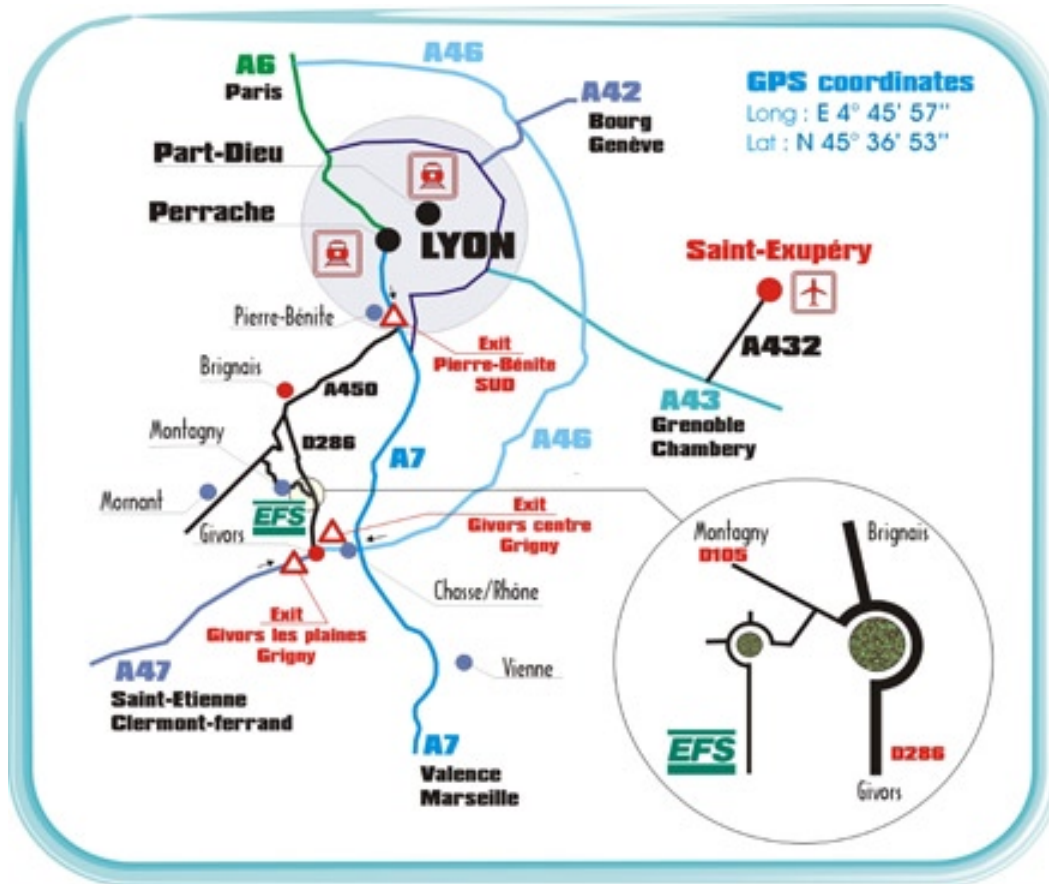 A46
A6
Paris
A42
Bourg
Genève
GPS coordinates
Long : E 4° 45' 57"
Lat : N 45° 36' 53"
Part-Dieu
Perrache
LYON
Saint-Exupéry
Pierre-Bénite
Exit
Pierre-Bénite
SUD
A432
Brignais
A450
A43
Grenoble
Chambery
Montagny
D286
A7
A46
Mornant
EFS
Givors
Exit
Givors centre
Grigny
Chasse/Rhône
Exit
Givors les plaines
Grigny
A47
Saint-Etienne
Clermont-ferrand
Vienne
A7
Valence
Marseille
Montagny
D105
Brignais
EFS
D286
Givors